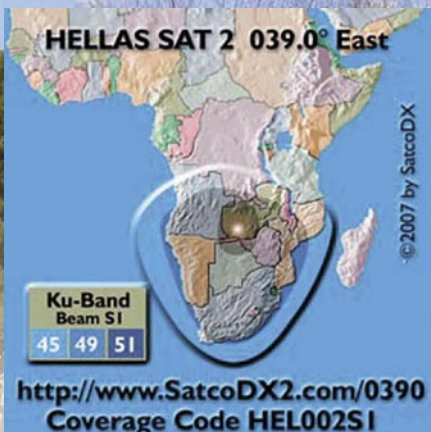 HELLAS SAT 2 039.0° East
©2007 by SatcoDX
Ku-Band
Beam S1
45 49 51
http://www.SatcoDX2.com/0390
Coverage Code HEL002S1